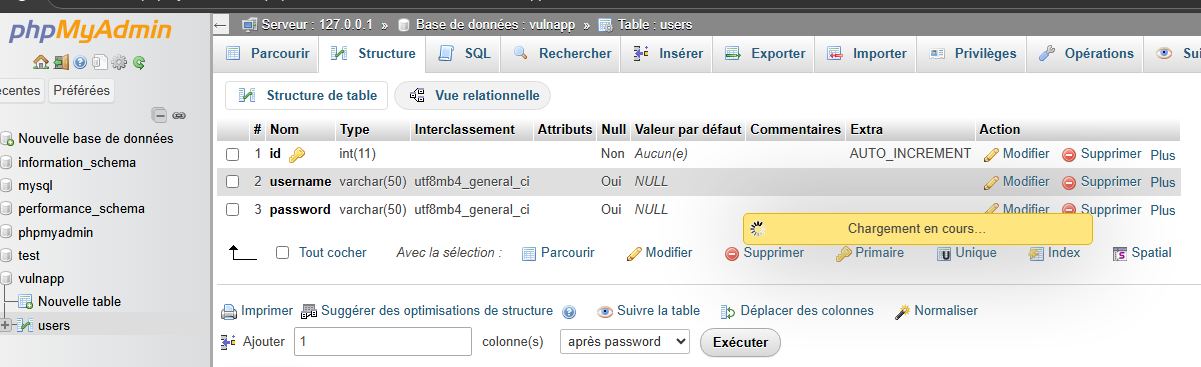 phpMyAdmin
Serveur : 127.0.0.1 » Base de données : vulnapp » Table : users
Parcourir Structure SQL Rechercher Insérer Exporter Importer Privilèges Opérations
centes Préférées
Nouvelle base de données
information_schema
mysql
performance_schema
phpmyadmin
test
vulnapp
Nouvelle table
users
Structure de table Vue relationnelle
# Nom Type Interclassement Attributs Null Valeur par défaut Commentaires Extra Action
1 id int(11) Non Aucun(e) AUTO_INCREMENT Modifier Supprimer Plus
2 username varchar(50) utf8mb4_general_ci Oui NULL Modifier Supprimer Plus
3 password varchar(50) utf8mb4_general_ci Oui NULL Modifier Supprimer Plus
Chargement en cours...
Tout cocher Avec la sélection : Parcourir Modifier Supprimer Primaire Unique Index Spatial
Imprimer Suggérer des optimisations de structure Suivre la table Déplacer des colonnes Normaliser
Ajouter 1 colonne(s) après password Exécuter